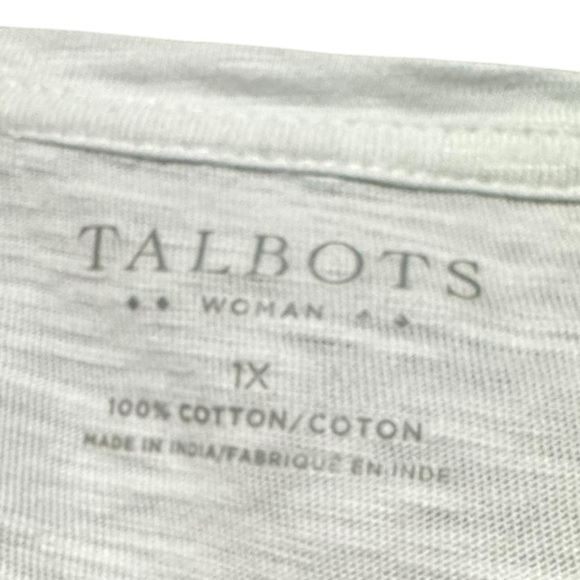 TALBOTS
WOMAN
1X
100% COTTON/COTON
MADE IN INDIA/FABRIQUÉ EN INDE